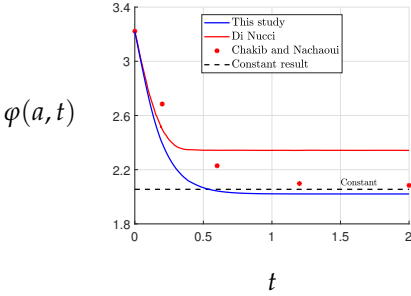 3.4
This study
Di Nucci
Chakib and Nachaoui
Constant result
3
2.6
φ(a, t)
2.2
Constant
1.8
0 0.5 1 1.5 2
t